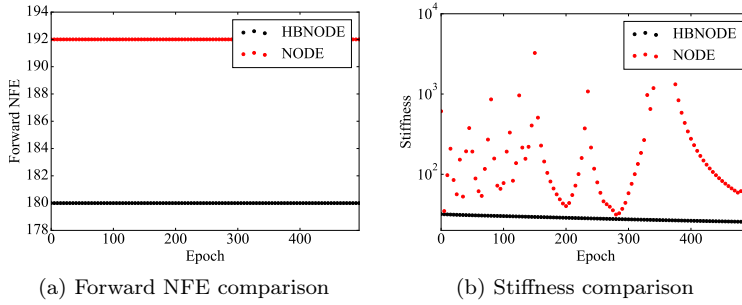 194
192
190
188
186
184
182
180
178
Forward NFE
0 100 200 300 400
Epoch
HBNODE
NODE
(a) Forward NFE comparison
10^4
10^3
10^2
Stiffness
0 100 200 300 400
Epoch
HBNODE
NODE
(b) Stiffness comparison